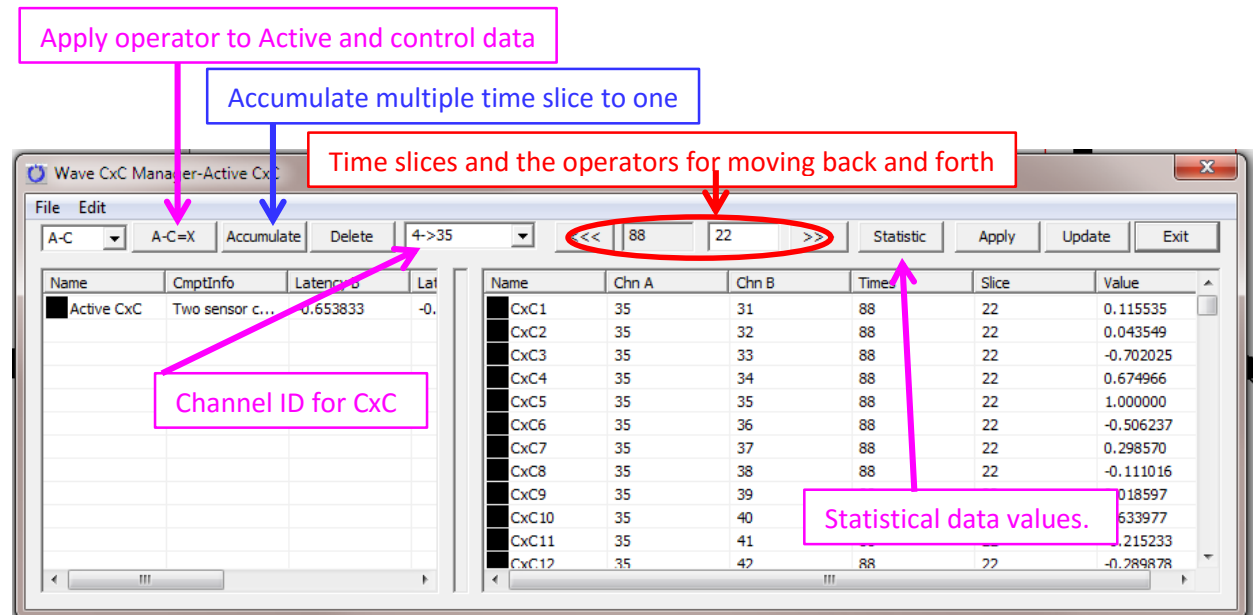 Apply operator to Active and control data
Accumulate multiple time slice to one
Time slices and the operators for moving back and forth
Wave CxC Manager-Active CxC
File Edit
A-C A-C=X Accumulate Delete 4->35 <<< 88 22 >>> Statistic Apply Update Exit
Name CmptInfo Latency B Lat Name Chn A Chn B Times Slice Value
Active CxC Two sensor c... -0.653833 -0. CxC1 35 31 88 22 0.115535
CxC2 35 32 88 22 0.043549
CxC3 35 33 88 22 -0.702025
CxC4 35 34 88 22 0.674966
Channel ID for CxC
CxC5 35 35 88 22 1.000000
CxC6 35 36 88 22 -0.506237
CxC7 35 37 88 22 0.298570
CxC8 35 38 88 22 -0.111016
CxC9 35 39
Statistical data values.
CxC10 35 40
CxC11 35 41
CxC12 35 42 88 22 -0.289878